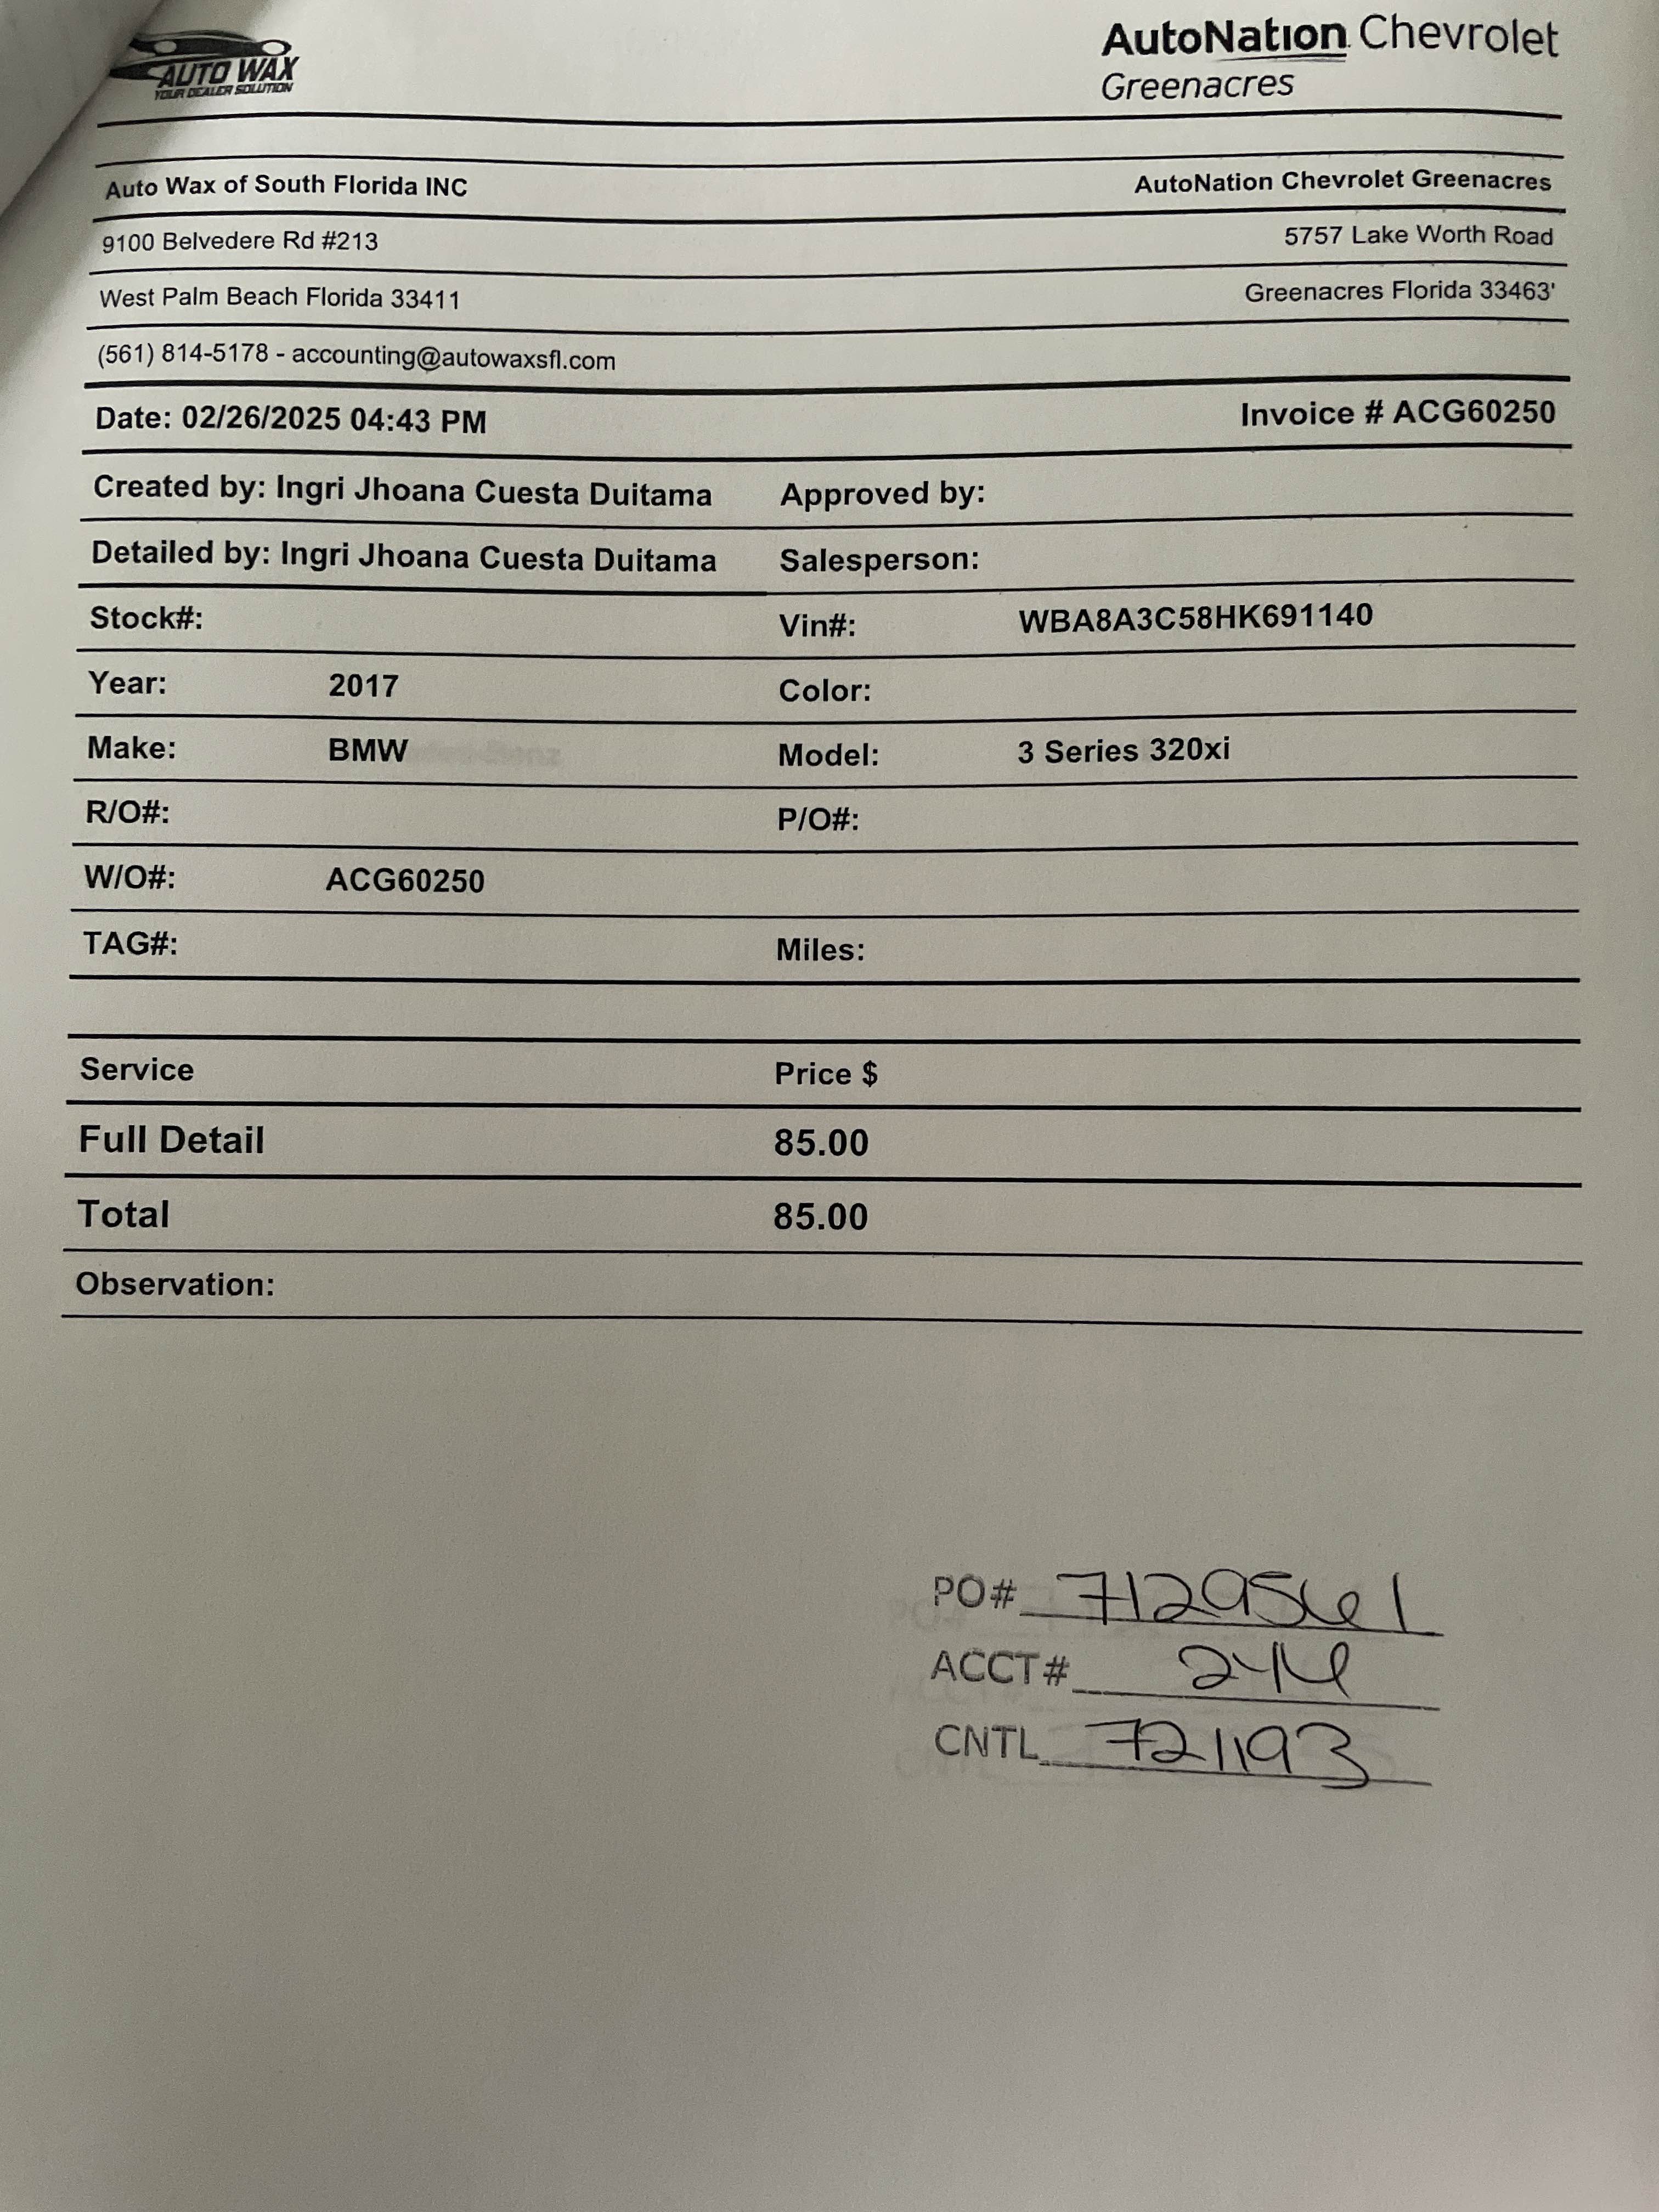 AUTO WAX
YOUR DEALER SOLUTION
AutoNation Chevrolet
Greenacres
Auto Wax of South Florida INC AutoNation Chevrolet Greenacres
9100 Belvedere Rd #213 5757 Lake Worth Road
West Palm Beach Florida 33411 Greenacres Florida 33463'
(561) 814-5178 - accounting@autowaxsfl.com
Date: 02/26/2025 04:43 PM Invoice # ACG60250
Created by: Ingri Jhoana Cuesta Duitama Approved by:
Detailed by: Ingri Jhoana Cuesta Duitama Salesperson:
Stock#: Vin#: WBA8A3C58HK691140
Year: 2017 Color:
Make: BMW Model: 3 Series 320xi
R/O#: P/O#:
W/O#: ACG60250
TAG#: Miles:
Service Price $
Full Detail 85.00
Total 85.00
Observation:
PO# 7129561
ACCT#
CNTL 721193